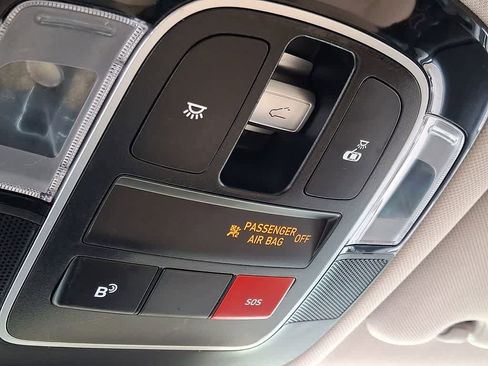 PASSENGER
AIR BAG OFF
B
SOS